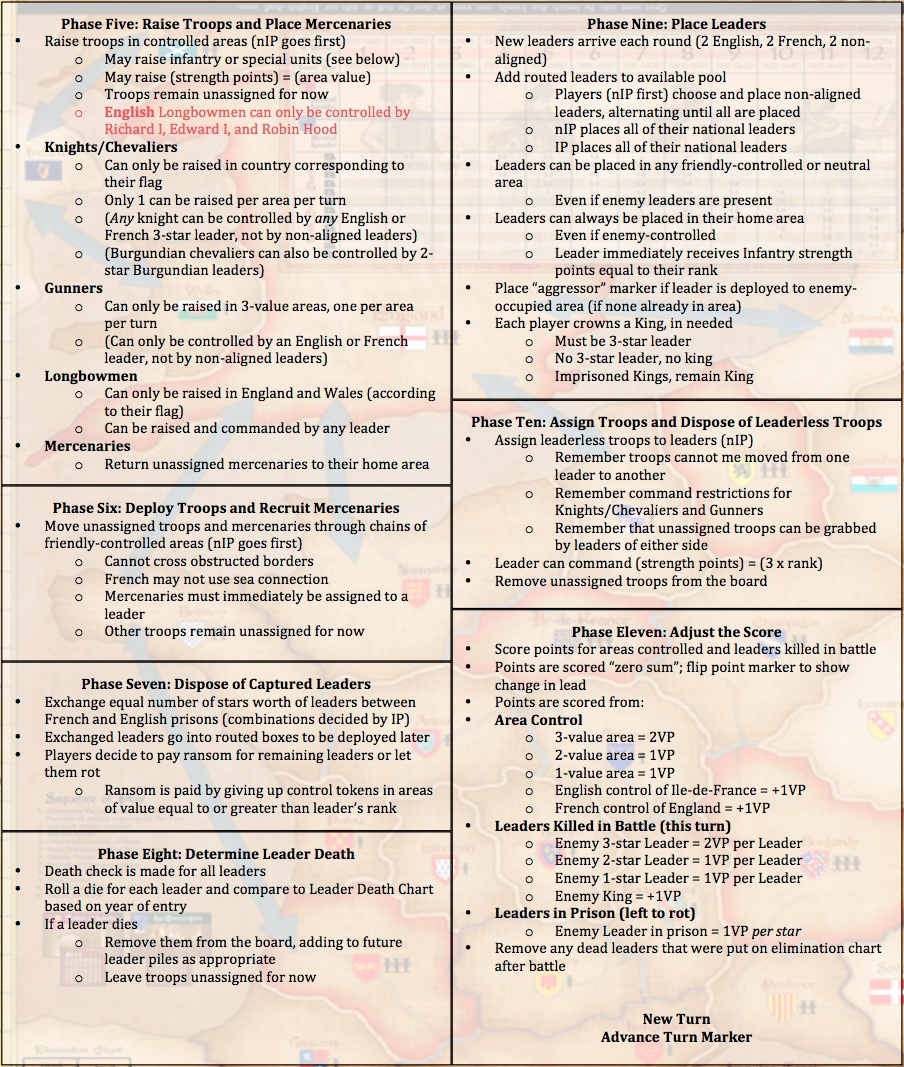 Phase Five: Raise Troops and Place Mercenaries
• Raise troops in controlled areas (nIP goes first)
o May raise infantry or special units (see below)
o May raise (strength points) = (area value)
o Troops remain unassigned for now
o English Longbowmen can only be controlled by
Richard I, Edward I, and Robin Hood
• Knights/Chevaliers
o Can only be raised in country corresponding to
their flag
o Only 1 can be raised per area per turn
o (Any knight can be controlled by any English or
French 3-star leader, not by non-aligned leaders)
o (Burgundian chevaliers can also be controlled by 2-
star Burgundian leaders)
• Gunners
o Can only be raised in 3-value areas, one per area
per turn
o (Can only be controlled by an English or French
leader, not by non-aligned leaders)
• Longbowmen
o Can only be raised in England and Wales (according
to their flag)
o Can be raised and commanded by any leader
• Mercenaries
o Return unassigned mercenaries to their home area
Phase Six: Deploy Troops and Recruit Mercenaries
• Move unassigned troops and mercenaries through chains of
friendly-controlled areas (nIP goes first)
o Cannot cross obstructed borders
o French may not use sea connection
o Mercenaries must immediately be assigned to a
leader
o Other troops remain unassigned for now
Phase Seven: Dispose of Captured Leaders
• Exchange equal number of stars worth of leaders between
French and English prisons (combinations decided by IP)
• Exchanged leaders go into routed boxes to be deployed later
• Players decide to pay ransom for remaining leaders or let
them rot
o Ransom is paid by giving up control tokens in areas
of value equal to or greater than leader's rank
Phase Eight: Determine Leader Death
• Death check is made for all leaders
• Roll a die for each leader and compare to Leader Death Chart
based on year of entry
• If a leader dies
o Remove them from the board, adding to future
leader piles as appropriate
o Leave troops unassigned for now
Phase Nine: Place Leaders
• New leaders arrive each round (2 English, 2 French, 2 non-
aligned)
• Add routed leaders to available pool
o Players (nIP first) choose and place non-aligned
leaders, alternating until all are placed
o nIP places all of their national leaders
o IP places all of their national leaders
• Leaders can be placed in any friendly-controlled or neutral
area
o Even if enemy leaders are present
• Leaders can always be placed in their home area
o Even if enemy-controlled
o Leader immediately receives Infantry strength
points equal to their rank
• Place “aggressor” marker if leader is deployed to enemy-
occupied area (if none already in area)
• Each player crowns a King, in needed
o Must be 3-star leader
o No 3-star leader, no king
o Imprisoned Kings, remain King
Phase Ten: Assign Troops and Dispose of Leaderless Troops
• Assign leaderless troops to leaders (nIP)
o Remember troops cannot me moved from one
leader to another
o Remember command restrictions for
Knights/Chevaliers and Gunners
o Remember that unassigned troops can be grabbed
by leaders of either side
• Leader can command (strength points) = (3 x rank)
• Remove unassigned troops from the board
Phase Eleven: Adjust the Score
• Score points for areas controlled and leaders killed in battle
• Points are scored “zero sum”; flip point marker to show
change in lead
• Points are scored from:
• Area Control
o 3-value area = 2VP
o 2-value area = 1VP
o 1-value area = 1VP
o English control of Ile-de-France = +1VP
o French control of England = +1VP
• Leaders Killed in Battle (this turn)
o Enemy 3-star Leader = 2VP per Leader
o Enemy 2-star Leader = 1VP per Leader
o Enemy 1-star Leader = 1VP per Leader
o Enemy King = +1VP
• Leaders in Prison (left to rot)
o Enemy Leader in prison = 1VP per star
• Remove any dead leaders that were put on elimination chart
after battle
New Turn
Advance Turn Marker